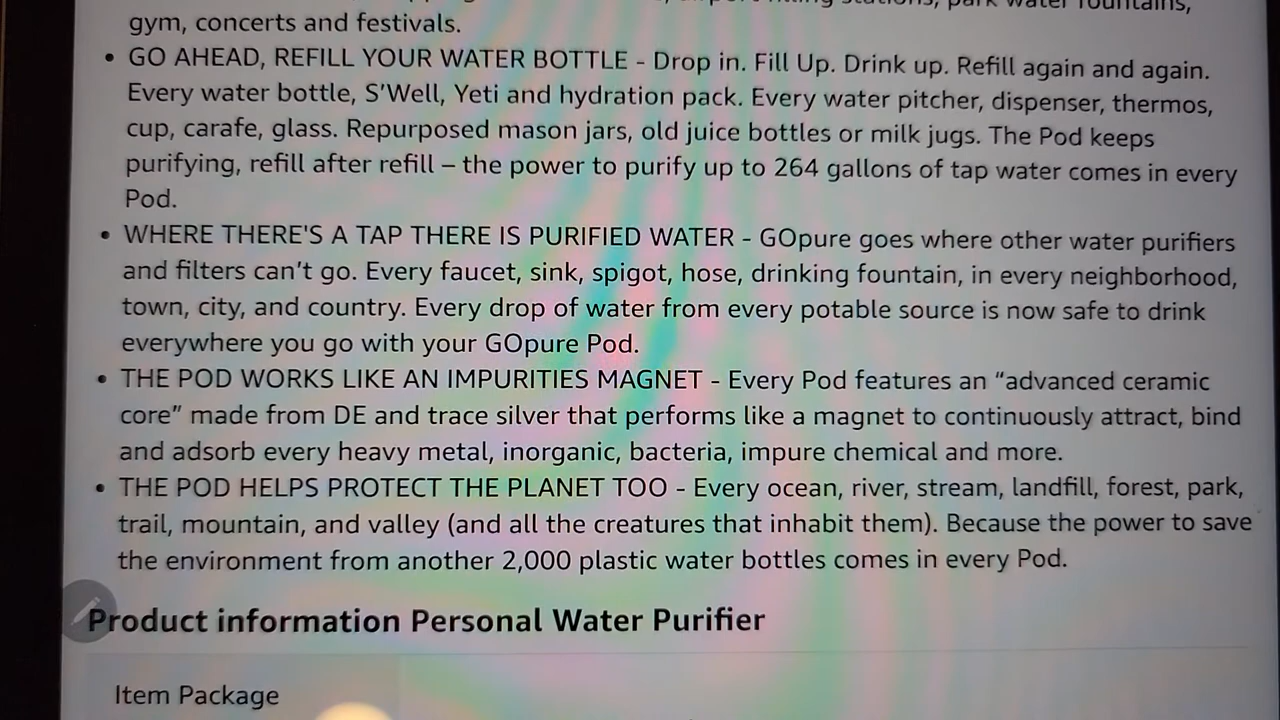 park water fountains,
gym, concerts and festivals.
• GO AHEAD, REFILL YOUR WATER BOTTLE - Drop in. Fill Up. Drink up. Refill again and again.
Every water bottle, S'Well, Yeti and hydration pack. Every water pitcher, dispenser, thermos,
cup, carafe, glass. Repurposed mason jars, old juice bottles or milk jugs. The Pod keeps
purifying, refill after refill – the power to purify up to 264 gallons of tap water comes in every
Pod.
• WHERE THERE'S A TAP THERE IS PURIFIED WATER - GOpure goes where other water purifiers
and filters can't go. Every faucet, sink, spigot, hose, drinking fountain, in every neighborhood,
town, city, and country. Every drop of water from every potable source is now safe to drink
everywhere you go with your GOpure Pod.
• THE POD WORKS LIKE AN IMPURITIES MAGNET - Every Pod features an “advanced ceramic
core” made from DE and trace silver that performs like a magnet to continuously attract, bind
and adsorb every heavy metal, inorganic, bacteria, impure chemical and more.
• THE POD HELPS PROTECT THE PLANET TOO - Every ocean, river, stream, landfill, forest, park,
trail, mountain, and valley (and all the creatures that inhabit them). Because the power to save
the environment from another 2,000 plastic water bottles comes in every Pod.
Product information Personal Water Purifier
Item Package